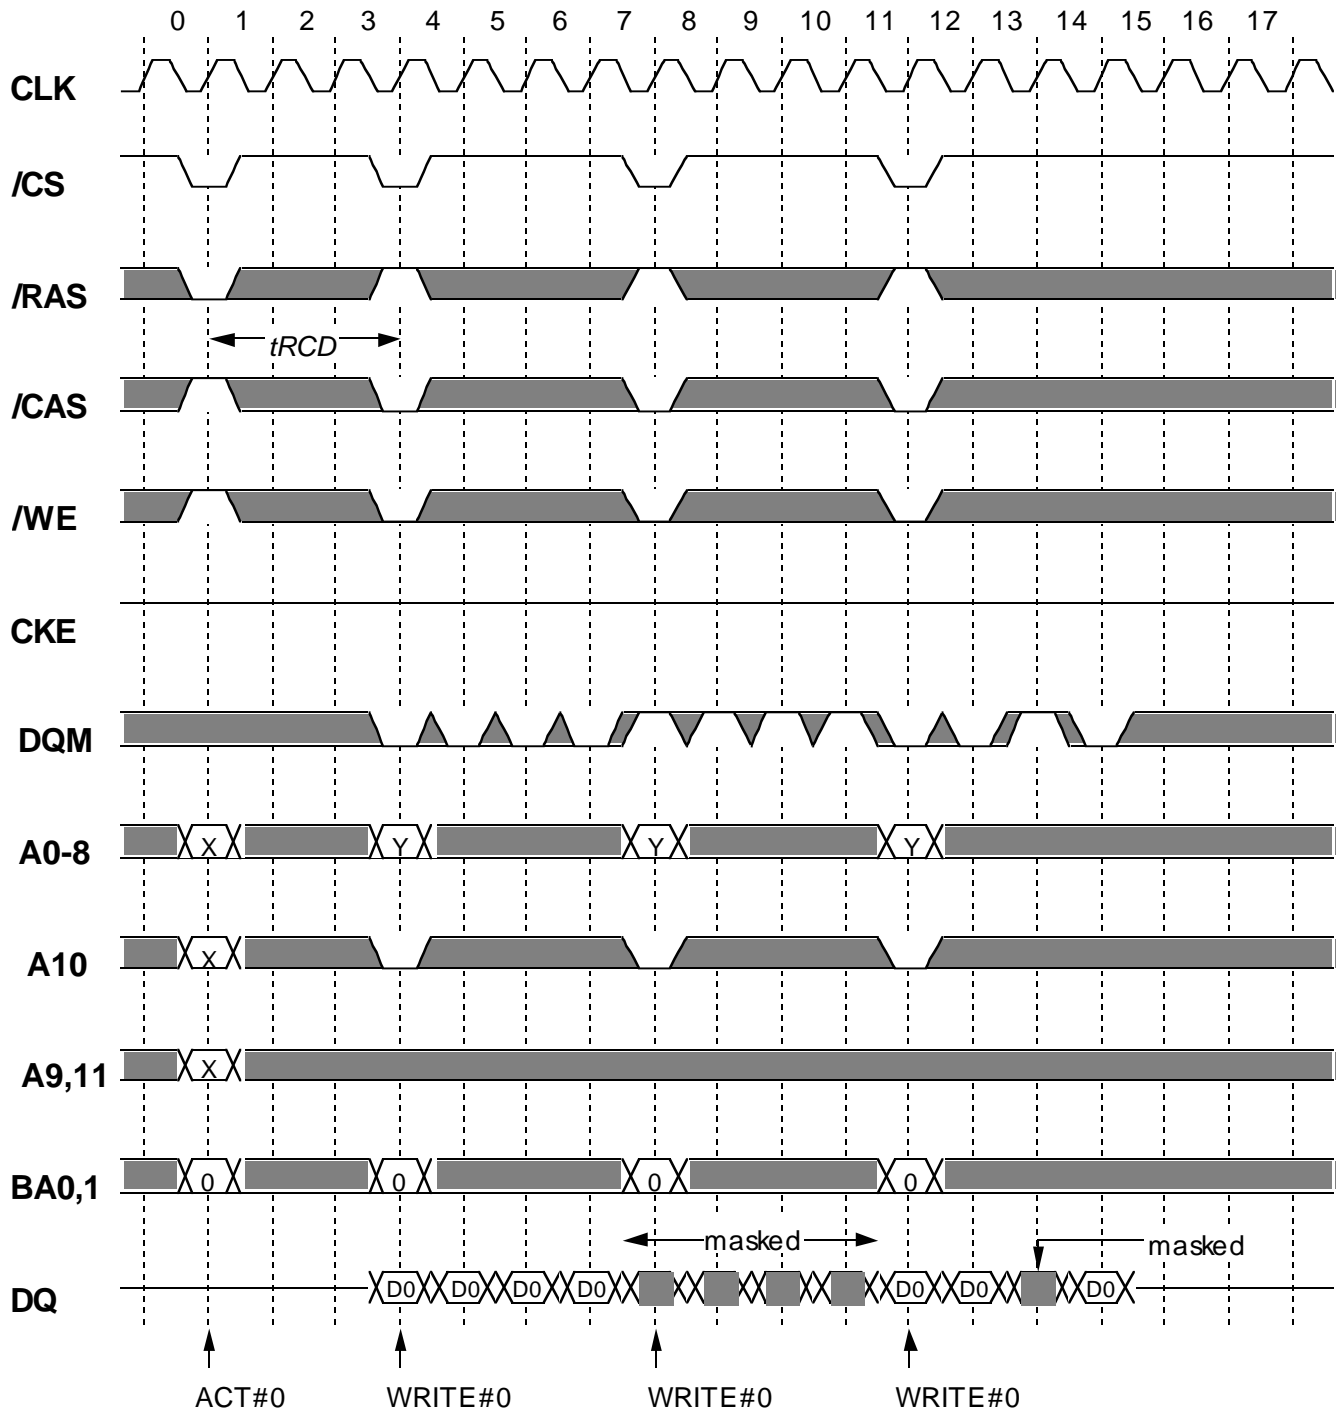 0 1 2 3 4 5 6 7 8 9 10 11 12 13 14 15 16 17
CLK
/CS
/RAS
tRCD
/CAS
/WE
CKE
DQM
A0-8 X Y Y Y
A10 X
A9,11 X
BA0,1 0 0 0 0
masked masked
DQ D0 D0 D0 D0 D0 D0 D0
ACT#0 WRITE#0 WRITE#0 WRITE#0